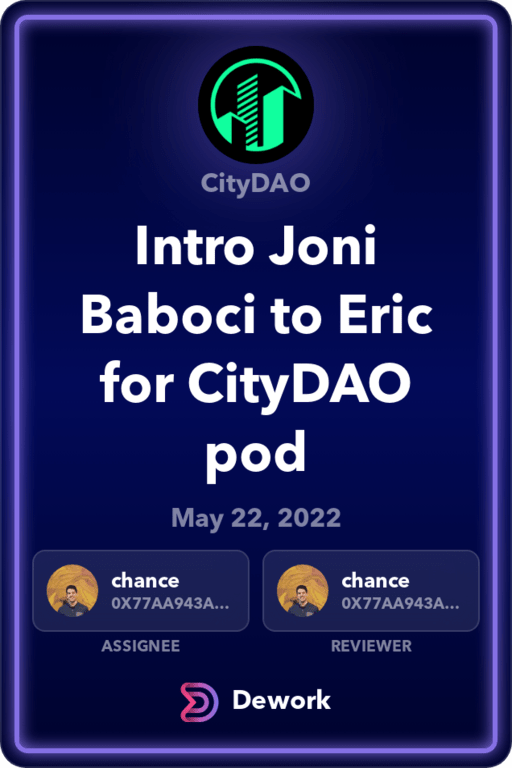 CityDAO
Intro Joni
Baboci to Eric
for CityDAO
pod
May 22, 2022
chance
0X77AA943A...
ASSIGNEE
chance
0X77AA943A...
REVIEWER
Dework